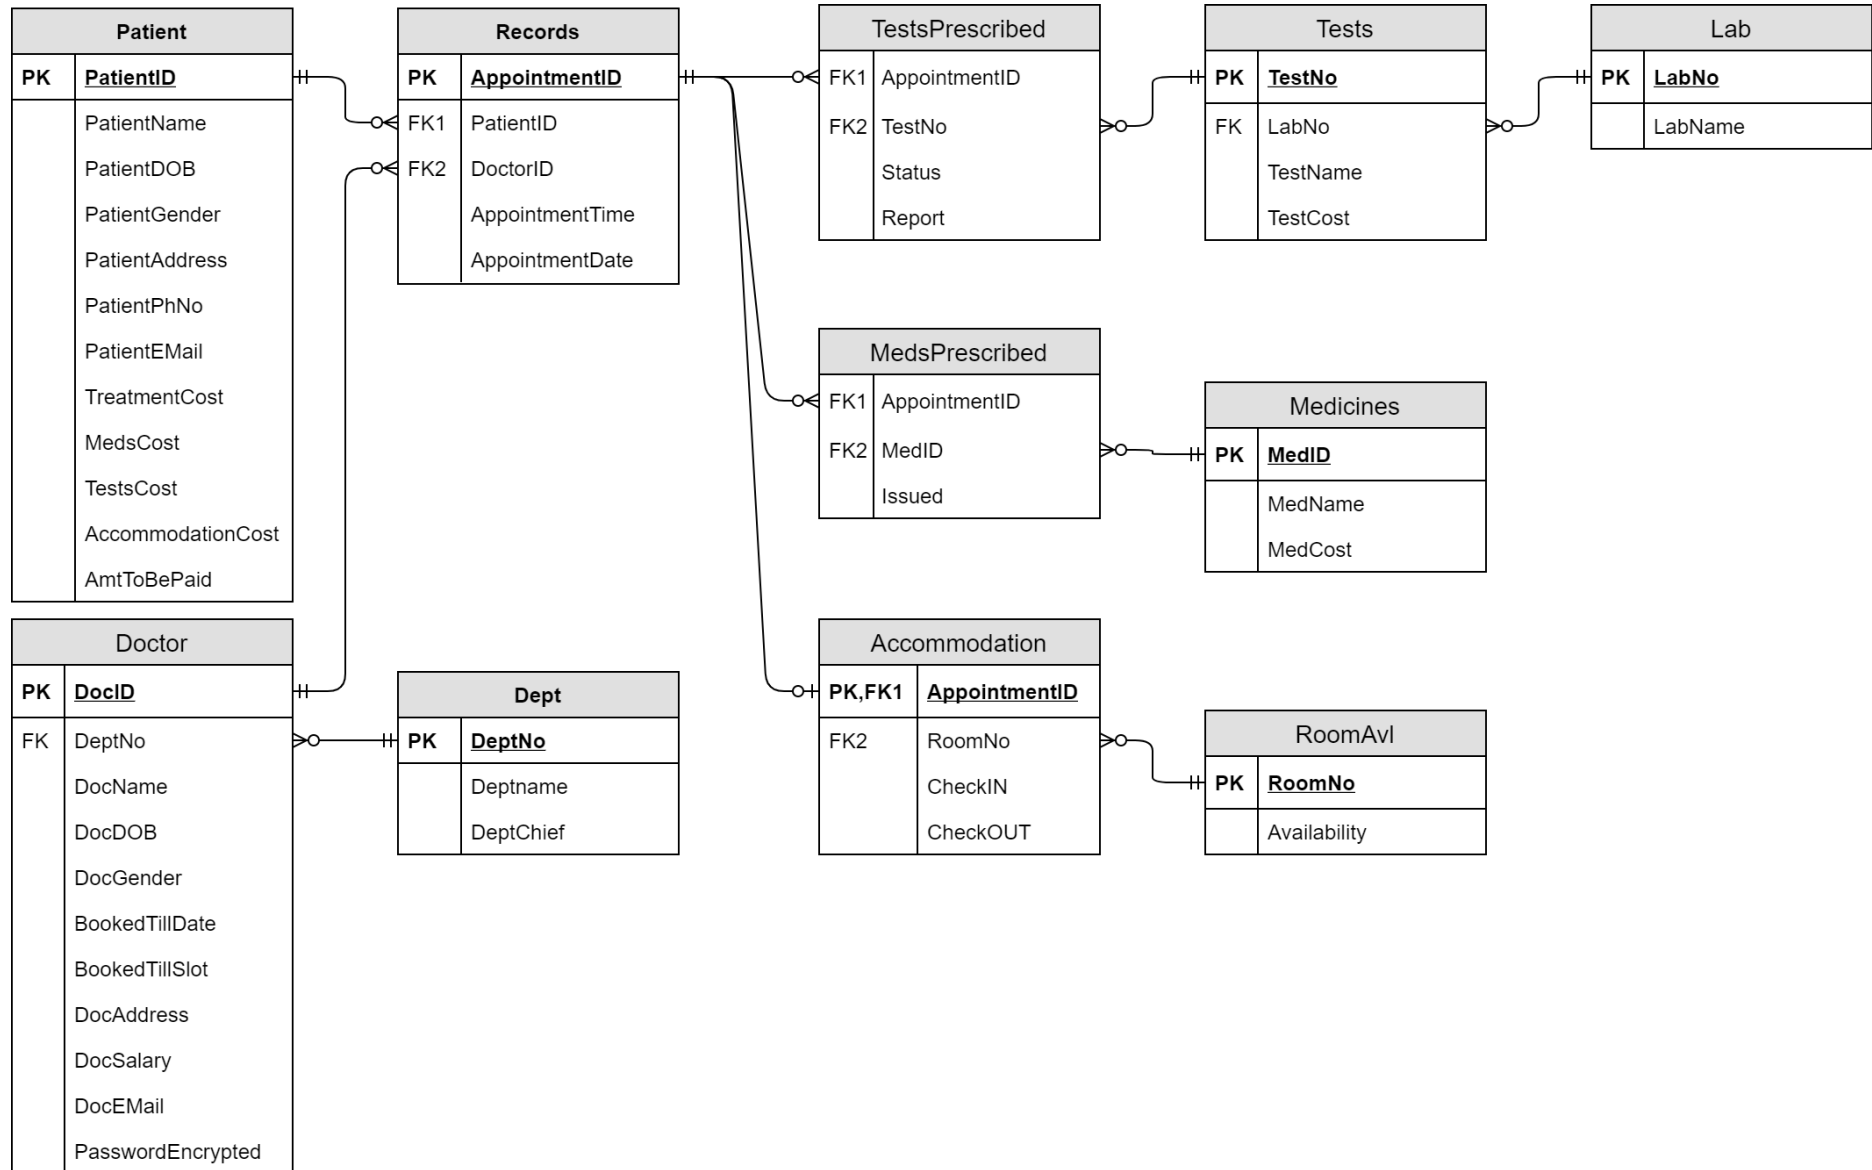 Patient
PK PatientID
PatientName
PatientDOB
PatientGender
PatientAddress
PatientPhNo
PatientEMail
TreatmentCost
MedsCost
TestsCost
AccommodationCost
AmtToBePaid
Records
PK AppointmentID
FK1 PatientID
FK2 DoctorID
AppointmentTime
AppointmentDate
TestsPrescribed
FK1 AppointmentID
FK2 TestNo
Status
Report
Tests
PK TestNo
FK LabNo
TestName
TestCost
Lab
PK LabNo
LabName
MedsPrescribed
FK1 AppointmentID
FK2 MedID
Issued
Medicines
PK MedID
MedName
MedCost
Doctor
PK DocID
FK DeptNo
DocName
DocDOB
DocGender
BookedTillDate
BookedTillSlot
DocAddress
DocSalary
DocEMail
PasswordEncrypted
Dept
PK DeptNo
Deptname
DeptChief
Accommodation
PK,FK1 AppointmentID
FK2 RoomNo
CheckIN
CheckOUT
RoomAvl
PK RoomNo
Availability